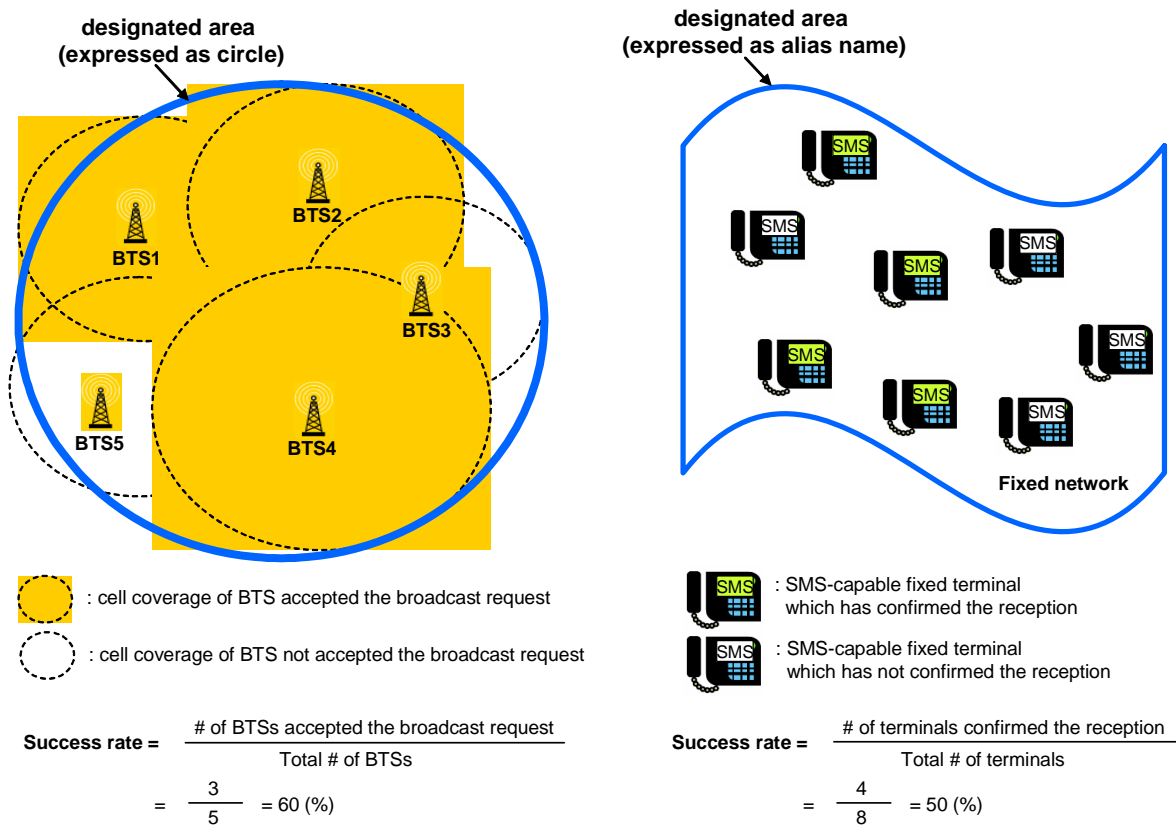 designated area
(expressed as circle)
BTS1
BTS2
BTS3
BTS4
BTS5
: cell coverage of BTS accepted the broadcast request
: cell coverage of BTS not accepted the broadcast request
Success rate =
# of BTSs accepted the broadcast request
Total # of BTSs
=
3
5
= 60 (%)
designated area
(expressed as alias name)
SMS
SMS
SMS
SMS
SMS
SMS
SMS
SMS
Fixed network
SMS
: SMS-capable fixed terminal
which has confirmed the reception
SMS
: SMS-capable fixed terminal
which has not confirmed the reception
Success rate =
# of terminals confirmed the reception
Total # of terminals
=
4
8
= 50 (%)